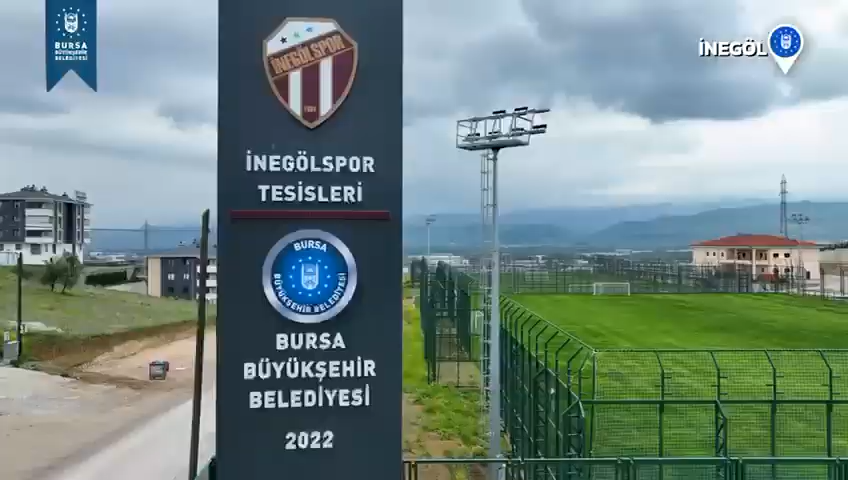 BURSA
BÜYÜKŞEHİR
BELEDİYESİ
İNEGÖL
İNEGÖLSPOR
İNEGÖLSPOR
TESİSLERİ
BURSA
BÜYÜKŞEHİR BELEDİYESİ
BURSA
BÜYÜKŞEHİR
BELEDİYESİ
2022